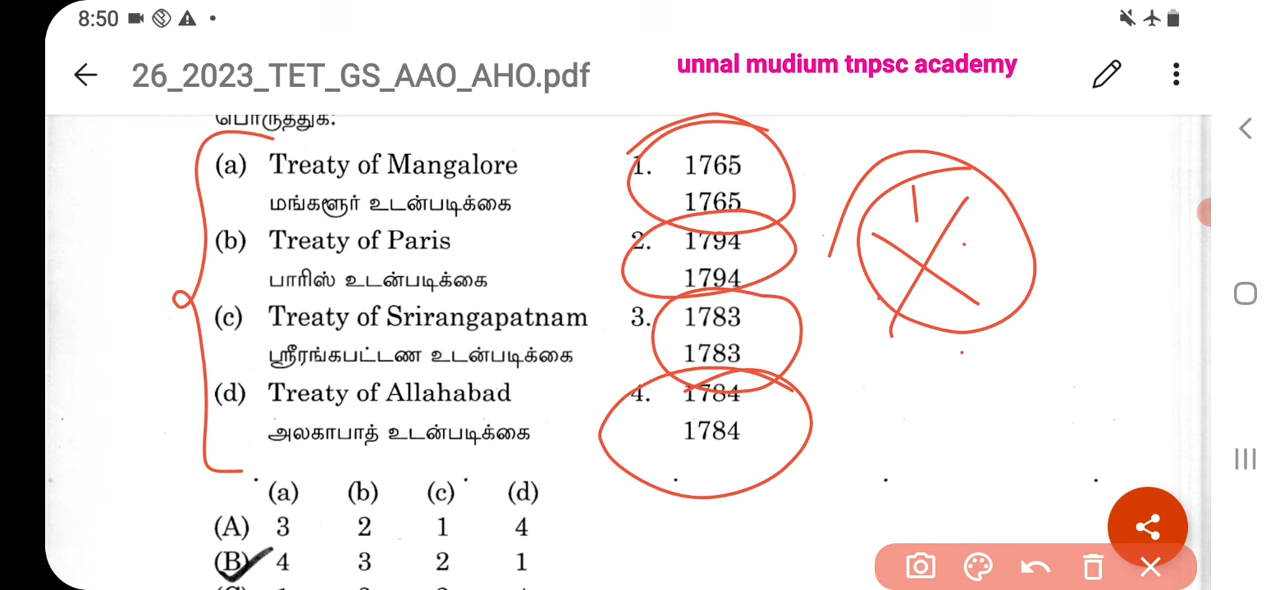 8:50
26_2023_TET_GS_AAO_AHO.pdf
unnal mudium tnpsc academy
பொருத்துக:
(a) Treaty of Mangalore 1. 1765
மங்களூர் உடன்படிக்கை 1765
(b) Treaty of Paris 2. 1794
பாரிஸ் உடன்படிக்கை 1794
(c) Treaty of Srirangapatnam 3. 1783
ஸ்ரீரங்கபட்டண உடன்படிக்கை 1783
(d) Treaty of Allahabad 4. 1784
அலகாபாத் உடன்படிக்கை 1784
(a) (b) (c) (d)
(A) 3 2 1 4
(B) 4 3 2 1